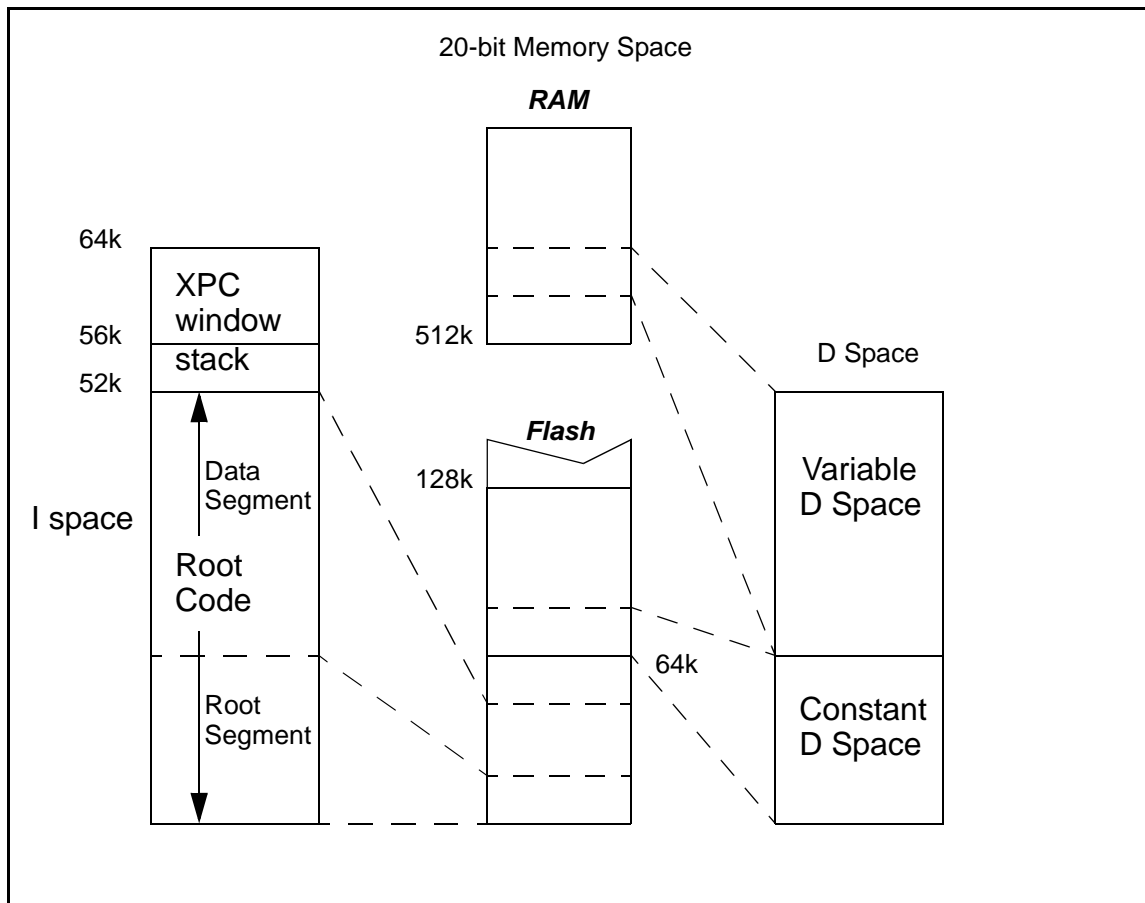 20-bit Memory Space
RAM
64k
XPC
window
56k
stack
52k
512k
D Space
Flash
128k
Data
Segment
I space
Root
Code
Root
Segment
64k
Variable
D Space
Constant
D Space